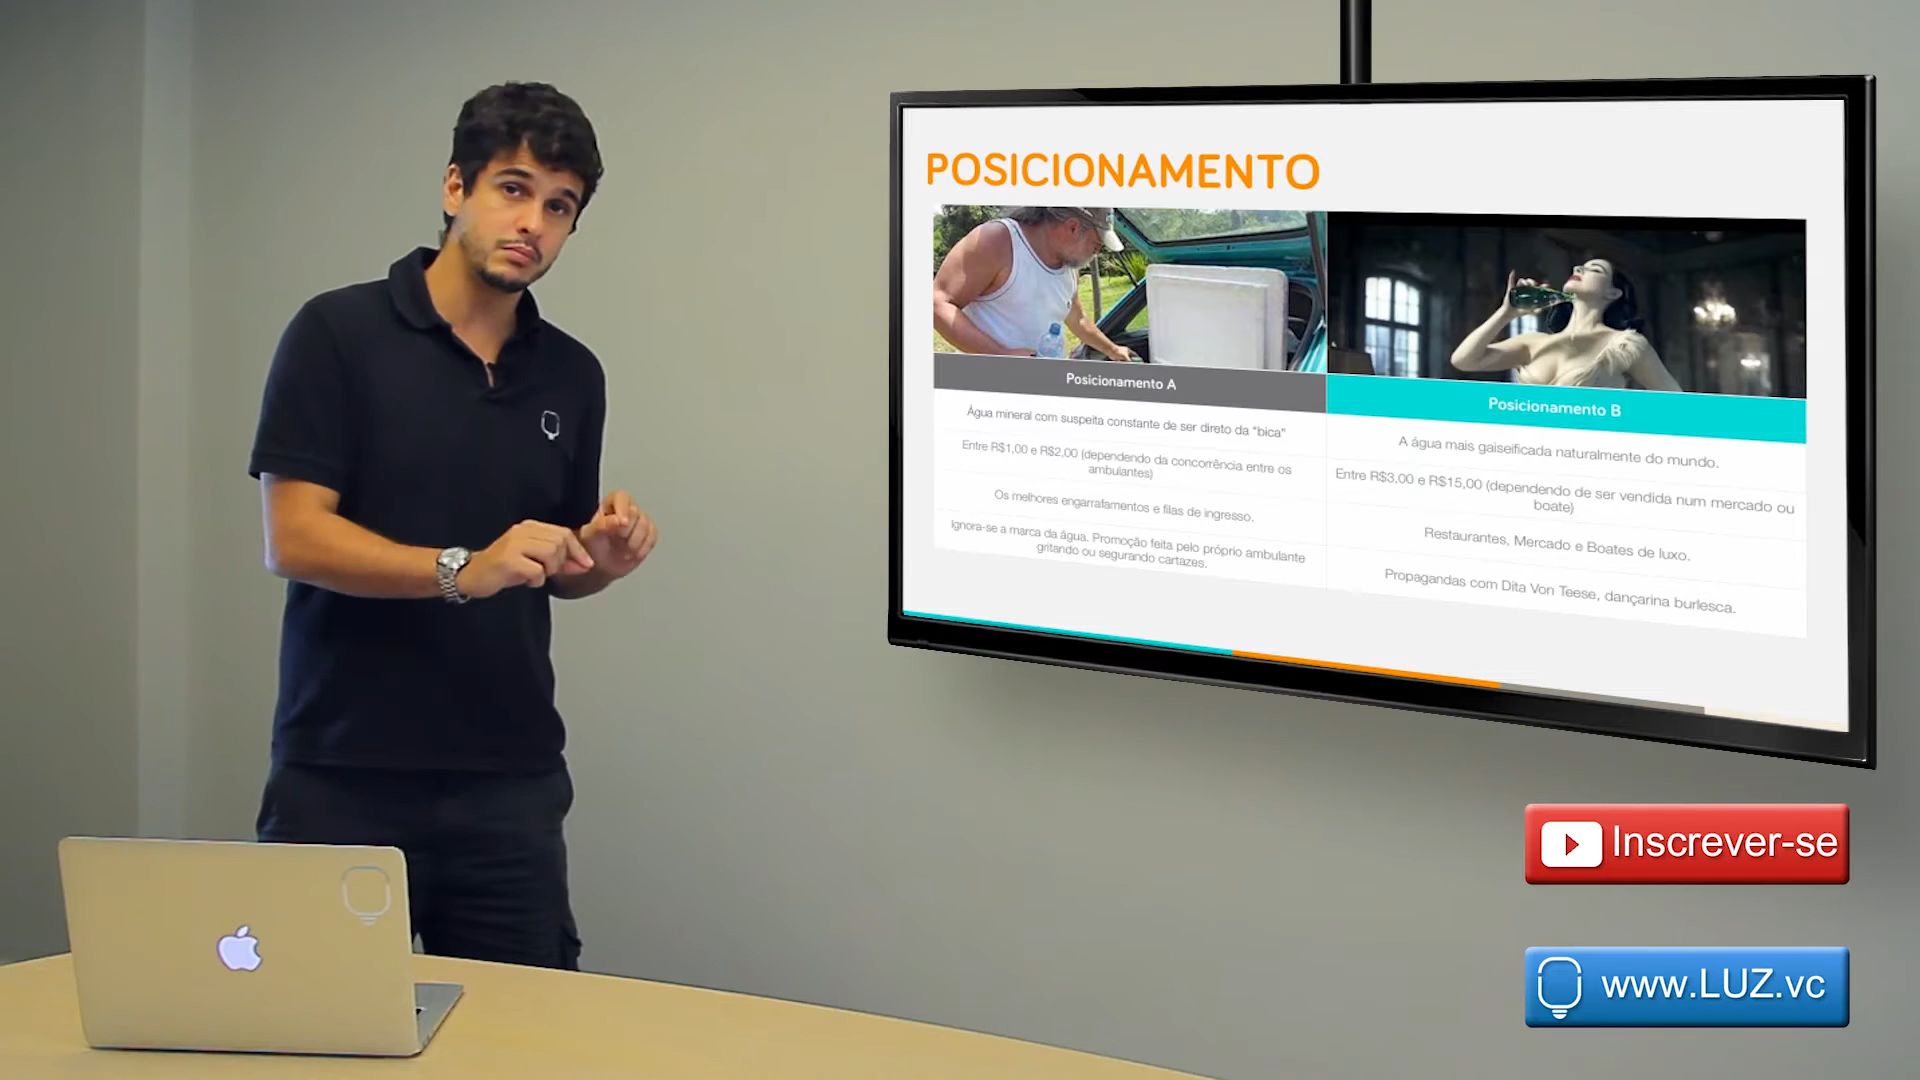 POSICIONAMENTO
Posicionamento A
Água mineral com suspeita constante de ser direto da "bica"
Entre R$1,00 e R$2,00 (dependendo da concorrência entre os
ambulantes)
Os melhores engarrafamentos e filas de ingresso.
Ignora-se a marca da água. Promoção feita pelo próprio ambulante
gritando ou segurando cartazes.
Posicionamento B
A água mais gaiseificada naturalmente do mundo.
Entre R$3,00 e R$15,00 (dependendo de ser vendida num mercado ou
boate)
Restaurantes, Mercado e Boates de luxo.
Propagandas com Dita Von Teese, dançarina burlesca.
Inscrever-se
www.LUZ.vc